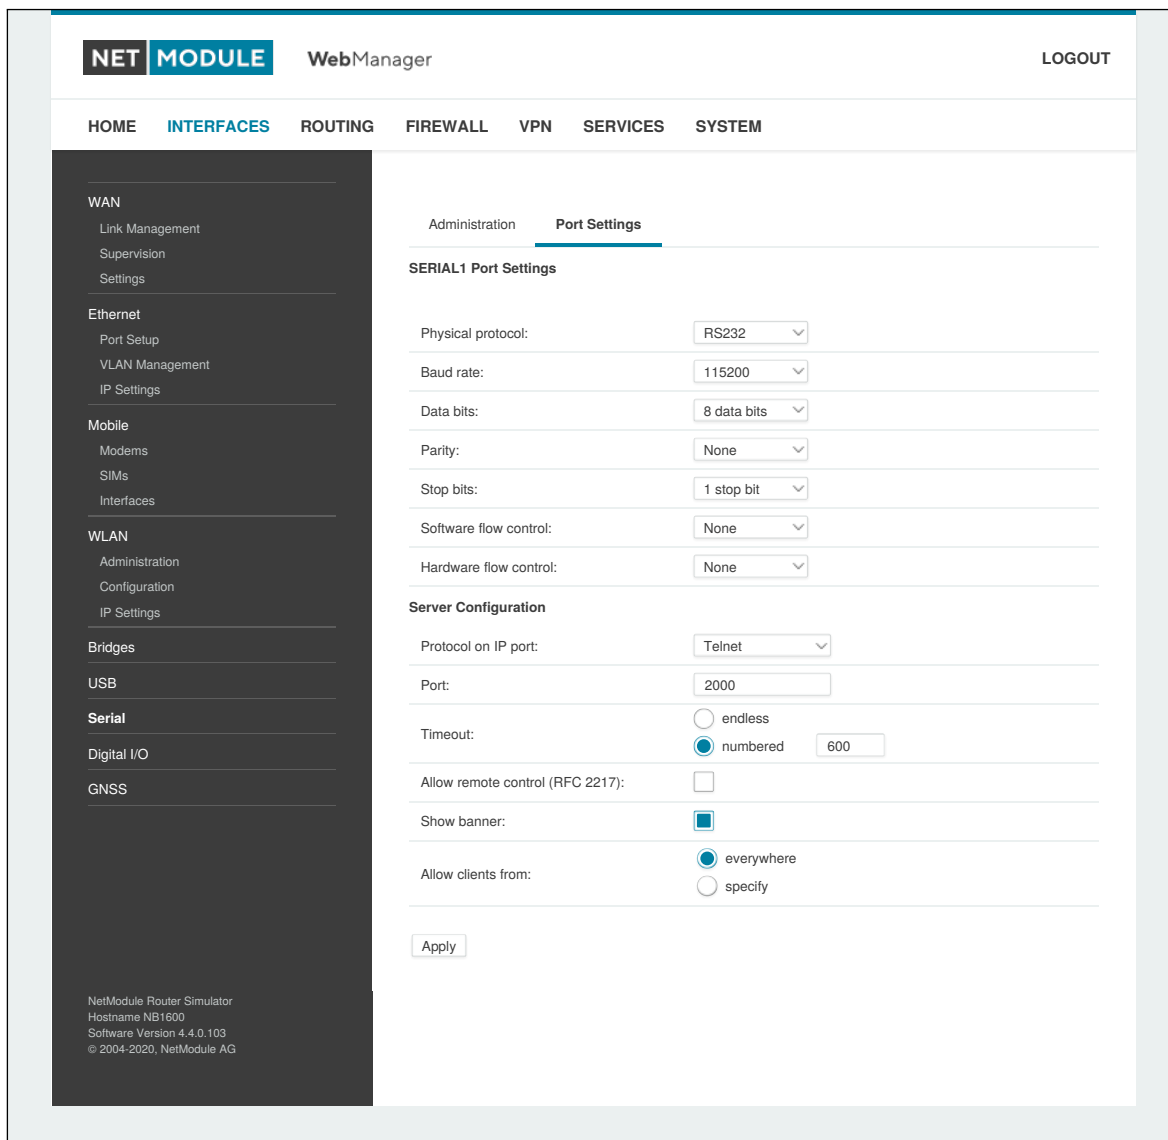 NET MODULE WebManager LOGOUT
HOME INTERFACES ROUTING FIREWALL VPN SERVICES SYSTEM
WAN
Link Management
Supervision
Settings
Ethernet
Port Setup
VLAN Management
IP Settings
Mobile
Modems
SIMs
Interfaces
WLAN
Administration
Configuration
IP Settings
Bridges
USB
Serial
Digital I/O
GNSS
NetModule Router Simulator
Hostname NB1600
Software Version 4.4.0.103
© 2004-2020, NetModule AG
Administration Port Settings
SERIAL1 Port Settings
Physical protocol: RS232
Baud rate: 115200
Data bits: 8 data bits
Parity: None
Stop bits: 1 stop bit
Software flow control: None
Hardware flow control: None
Server Configuration
Protocol on IP port: Telnet
Port: 2000
Timeout:
endless
numbered 600
Allow remote control (RFC 2217):
Show banner:
Allow clients from:
everywhere
specify
Apply